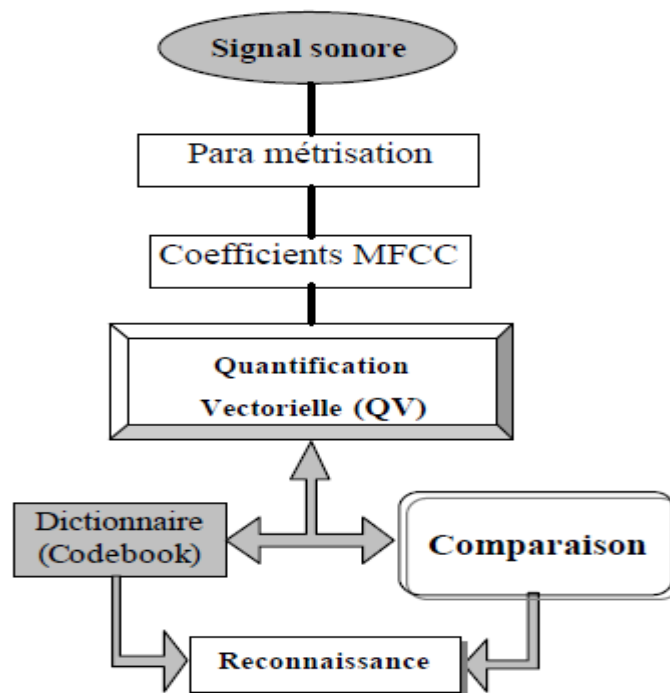 Signal sonore
Para métrisation
Coefficients MFCC
Quantification
Vectorielle (QV)
Dictionnaire
(Codebook)
Comparaison
Reconnaissance